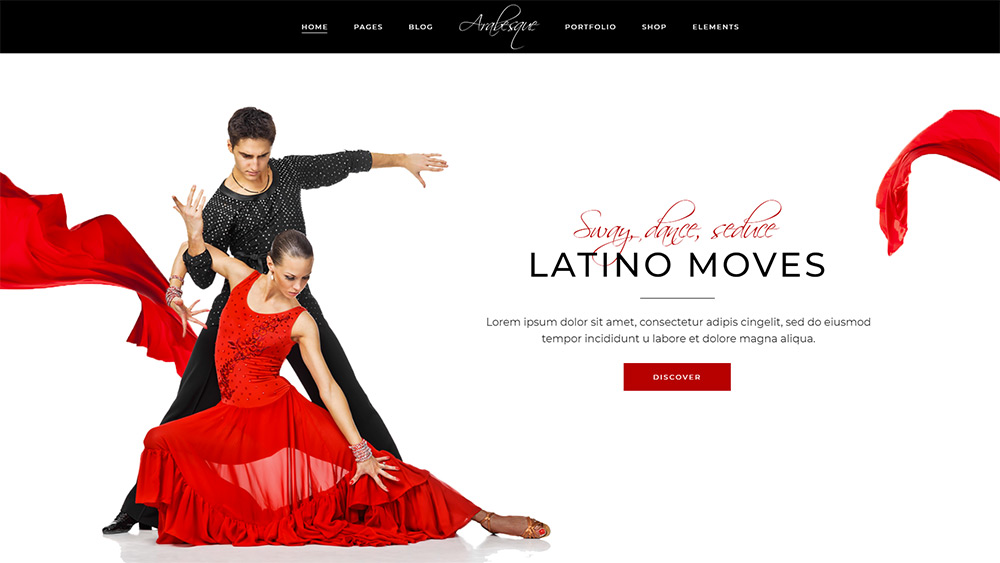 HOME PAGES BLOG Arabesque PORTFOLIO SHOP ELEMENTS
Sway, dance, seduce
LATINO MOVES
Lorem ipsum dolor sit amet, consectetur adipis cingelit, sed do eiusmod
tempor incididunt u labore et dolore magna aliqua.
DISCOVER